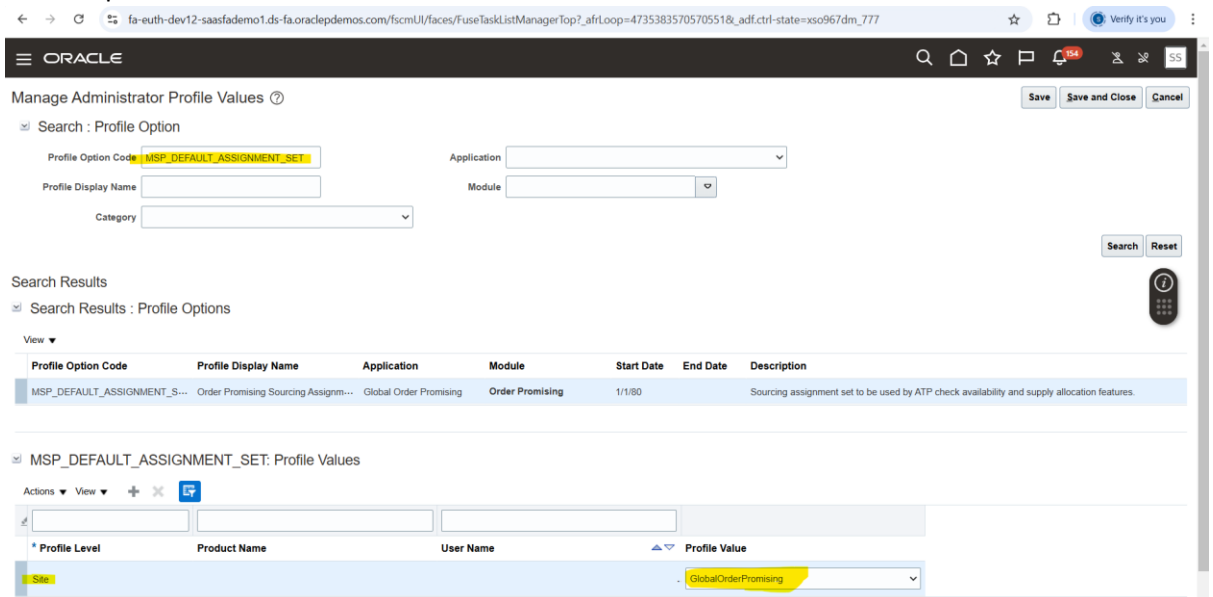 fa-euth-dev12-saasfademo1.ds-fa.oraclepdemos.com/fscmUI/faces/FuseTaskListManagerTop?_afrLoop=4735383570570551&_adf.ctrl-state=xso967dm_777
Verify it's you
ORACLE
154
SS
Manage Administrator Profile Values
Save Save and Close Cancel
Search : Profile Option
Profile Option Code MSP_DEFAULT_ASSIGNMENT_SET Application
Profile Display Name Module
Category
Search Reset
Search Results
Search Results : Profile Options
View
Profile Option Code Profile Display Name Application Module Start Date End Date Description
MSP_DEFAULT_ASSIGNMENT_S... Order Promising Sourcing Assignm... Global Order Promising Order Promising 1/1/80 Sourcing assignment set to be used by ATP check availability and supply allocation features.
MSP_DEFAULT_ASSIGNMENT_SET: Profile Values
Actions View
* Profile Level Product Name User Name Profile Value
Site - GlobalOrderPromising